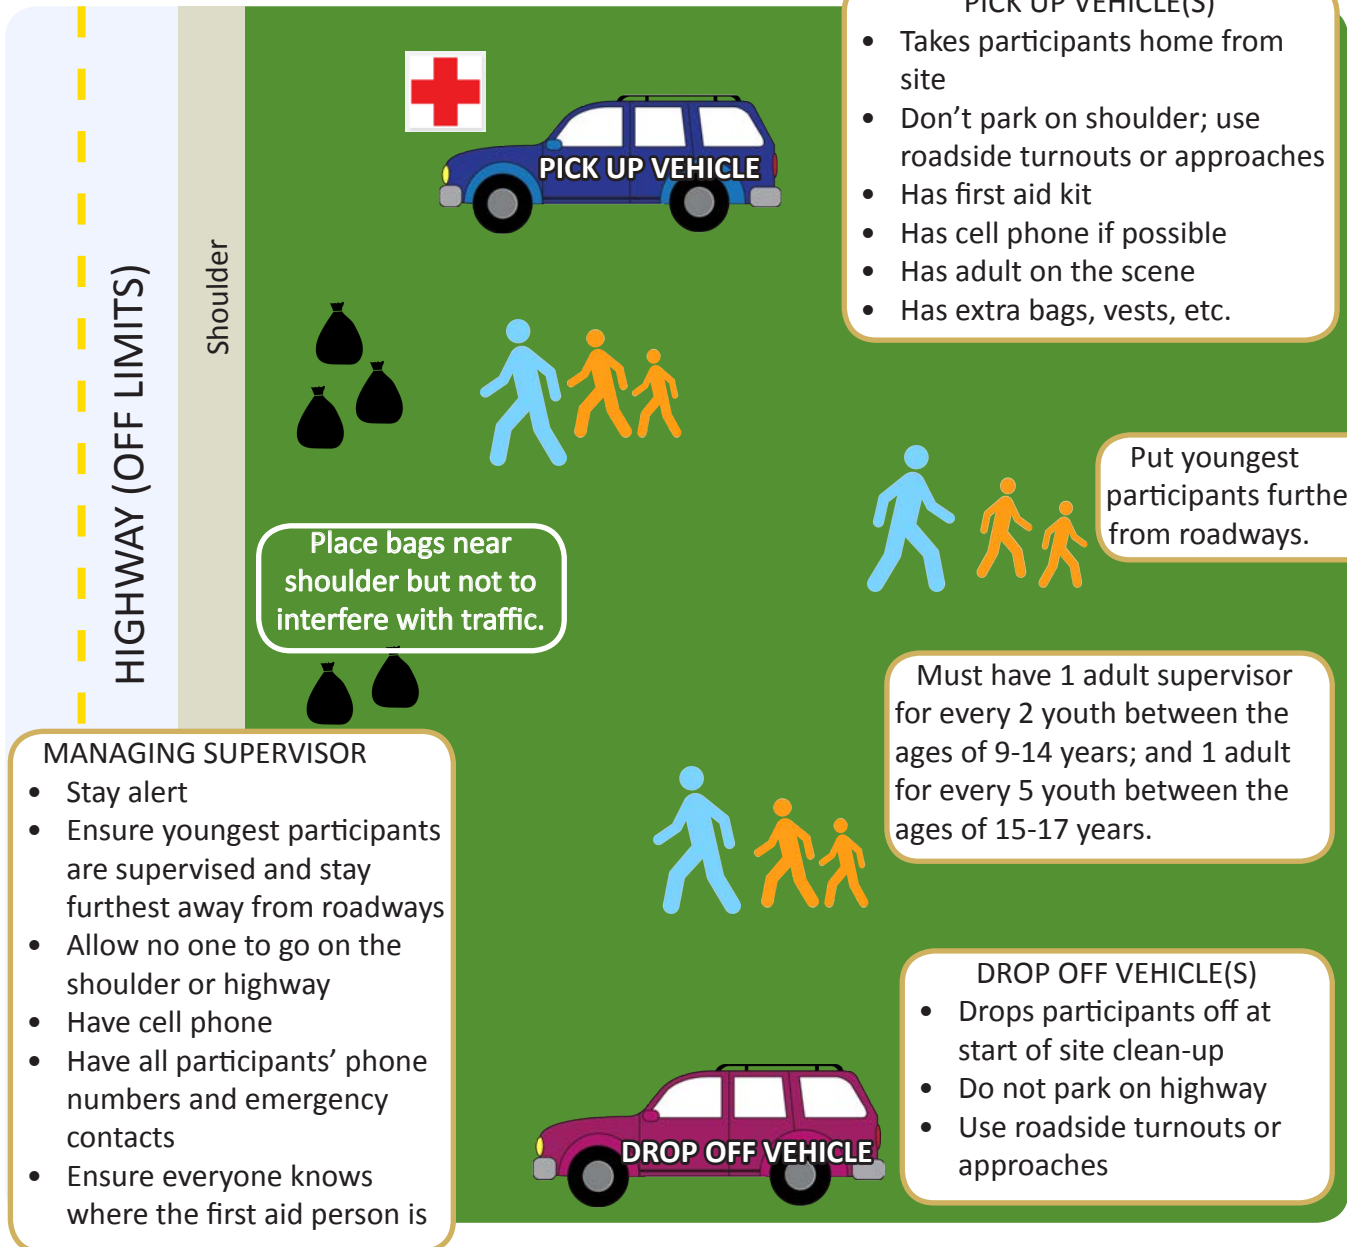 PICK UP VEHICLE(S)
• Takes participants home from
site
• Don't park on shoulder; use
roadside turnouts or approaches
• Has first aid kit
• Has cell phone if possible
• Has adult on the scene
• Has extra bags, vests, etc.
PICK UP VEHICLE
HIGHWAY (OFF LIMITS)
Shoulder
Put youngest
participants furthe
from roadways.
Place bags near
shoulder but not to
interfere with traffic.
Must have 1 adult supervisor
for every 2 youth between the
ages of 9-14 years; and 1 adult
for every 5 youth between the
ages of 15-17 years.
MANAGING SUPERVISOR
• Stay alert
• Ensure youngest participants
are supervised and stay
furthest away from roadways
• Allow no one to go on the
shoulder or highway
• Have cell phone
• Have all participants’ phone
numbers and emergency
contacts
• Ensure everyone knows
where the first aid person is
DROP OFF VEHICLE(S)
• Drops participants off at
start of site clean-up
• Do not park on highway
• Use roadside turnouts or
approaches
DROP OFF VEHICLE